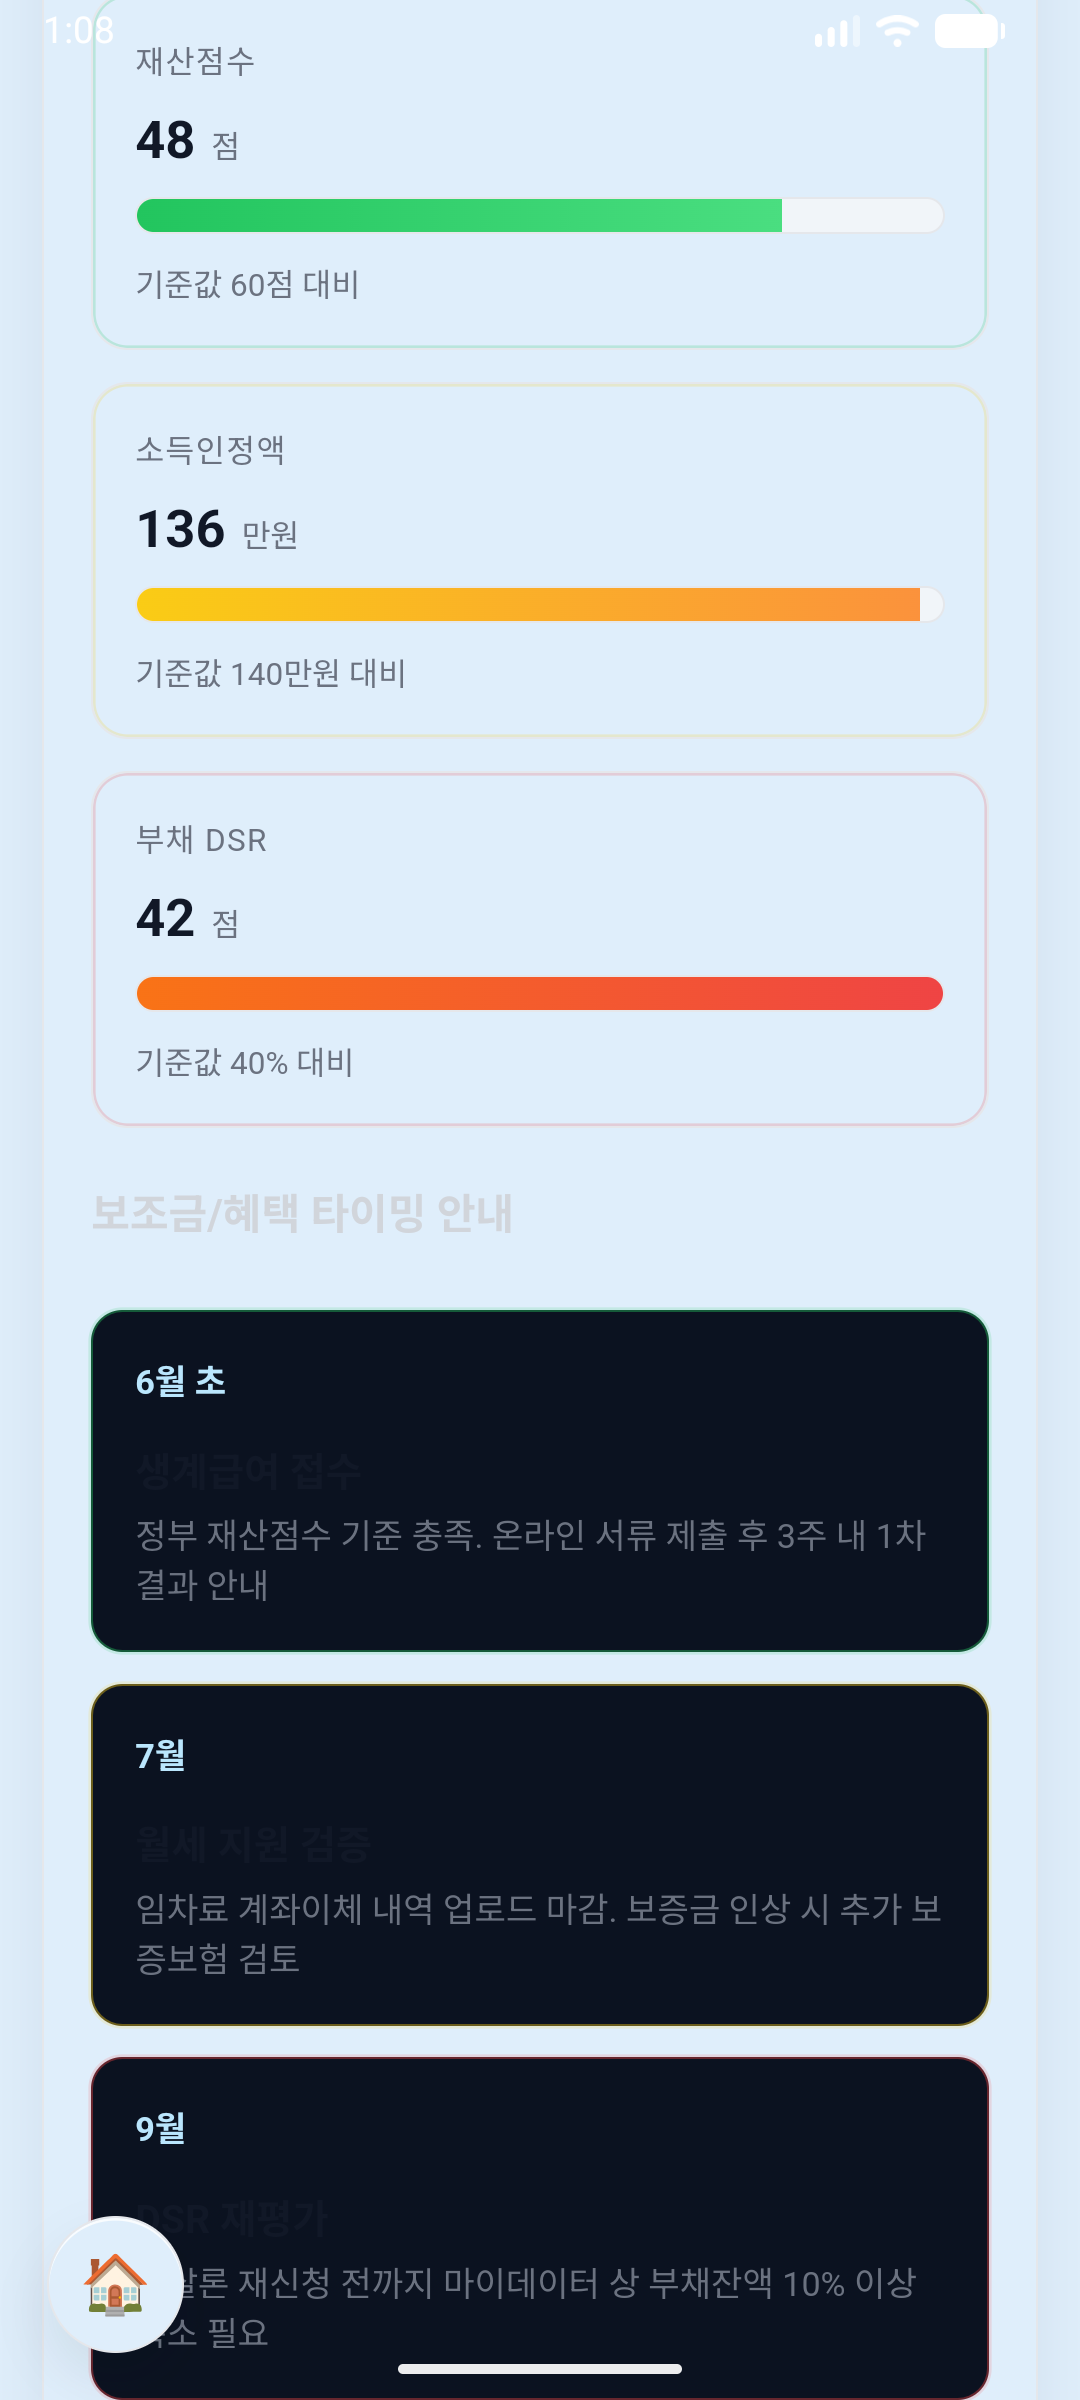 1:08
재산점수
48 점
기준값 60점 대비
소득인정액
136 만원
기준값 140만원 대비
부채 DSR
42 점
기준값 40% 대비
보조금/혜택 타이밍 안내
6월 초
생계급여 접수
정부 재산점수 기준 충족. 온라인 서류 제출 후 3주 내 1차
결과 안내
7월
월세 지원 검증
임차료 계좌이체 내역 업로드 마감. 보증금 인상 시 추가 보
증보험 검토
9월
DSR 재평가
재신청 전까지 마이데이터 상 부채잔액 10% 이상
필요